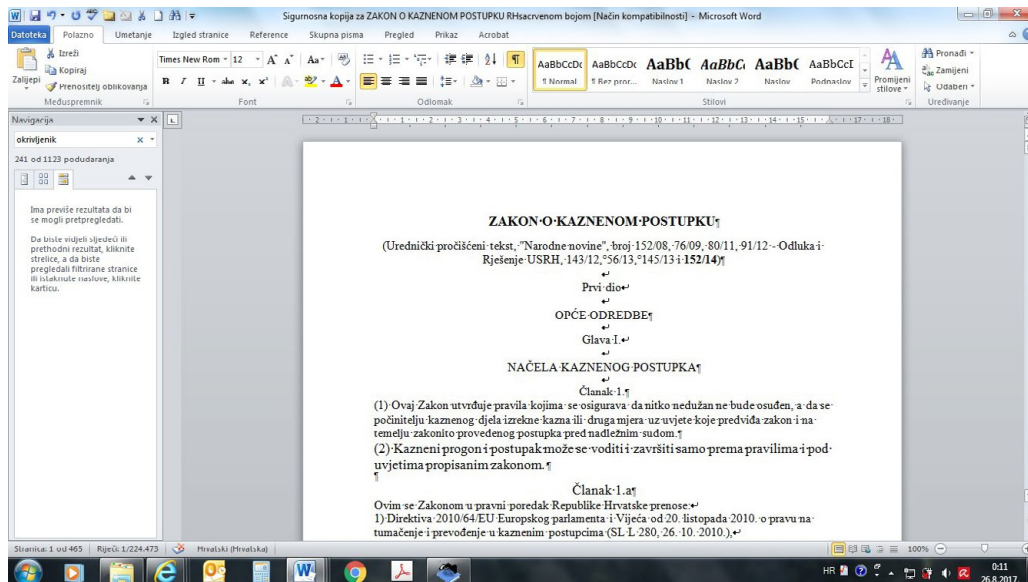 Sigurnosna kopija za ZAKON O KAZNENOM POSTUPKU RHsacrvenom bojom [Način kompatibilnosti] - Microsoft Word
Datoteka Polazno Umetanje Izgled stranice Reference Skupna pisma Pregled Prikaz Acrobat
Zalijepi
Izreži
Kopiraj
Prenositelj oblikovanja
Međuspremnik
Times New Rom 12
Font
Odlomak
AaBbCcDc AaBbCcDc AaBb( AaBbC AaBb( AaBbCcI
¶ Normal ¶ Bez pror... Naslov 1 Naslov 2 Naslov Podnaslov
Promijeni stilove
Stilovi
Pronađi
Zamijeni
Odaberi
Uređivanje
Navigacija
okrivljenik
241 od 1123 podudaranja
Ima previše rezultata da bi
se mogli pretpregledati.
Da biste vidjeli sljedeći ili
prethodni rezultat, kliknite
strelice, a da biste
pregledali filtrirane stranice
ili istaknute naslove, kliknite
karticu.
ZAKON·O·KAZNENOM·POSTUPKU¶
(Urednički·pročišćeni·tekst,·"Narodne·novine",·broj·152/08,·76/09,·80/11,·91/12·-·Odluka·i·
Rješenje·USRH,·143/12,°56/13,°145/13·i·152/14)¶
Prvi·dio↵
OPĆE·ODREDBE¶
Glava·I.↵
NAČELA·KAZNENOG·POSTUPKA¶
Članak·1.¶
(1)·Ovaj·Zakon·utvrđuje·pravila·kojima·se·osigurava·da·nitko·nedužan·ne·bude·osuđen,·a·da·se·
počinitelju·kaznenog·djela·izrekne·kazna·ili·druga·mjera·uz·uvjete·koje·predviđa·zakon·i·na·
temelju·zakonito·provedenog·postupka·pred·nadležnim·sudom.¶
(2)·Kazneni·progon·i·postupak·može·se·voditi·i·završiti·samo·prema·pravilima·i·pod·
uvjetima·propisanim·zakonom.¶
¶
Članak·1.a¶
Ovim·se·Zakonom·u·pravni·poredak·Republike·Hrvatske·prenose:↵
1)·Direktiva·2010/64/EU·Europskog·parlamenta·i·Vijeća·od·20.·listopada·2010.·o·pravu·na·
tumačenje·i·prevođenje·u·kaznenim·postupcima·(SL·L·280,·26.·10.·2010.),↵
Stranica: 1 od 465 Riječi: 1/224.473 Hrvatski (Hrvatska) 100%
HR 0:11
26.8.2017